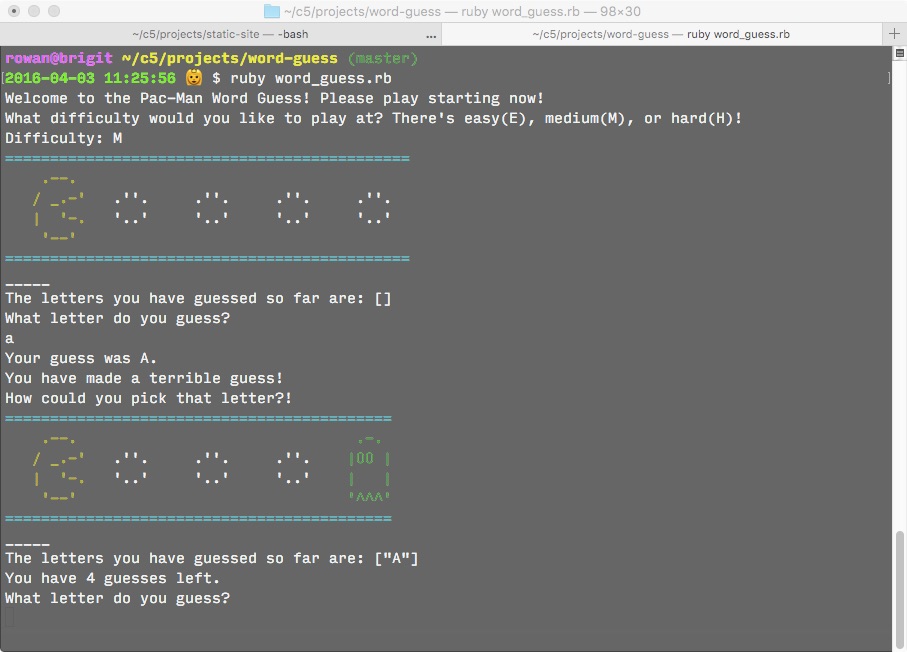 ~/c5/projects/word-guess — ruby word_guess.rb — 98×30
~/c5/projects/static-site — -bash ... ~/c5/projects/word-guess — ruby word_guess.rb +
rowan@brigit ~/c5/projects/word-guess (master)
[2016-04-03 11:25:56 $ ruby word_guess.rb ]
Welcome to the Pac-Man Word Guess! Please play starting now!
What difficulty would you like to play at? There's easy(E), medium(M), or hard(H)!
Difficulty: M
=============================================
    .--.
   / _.-'   .''.     .''.     .''.     .''.
   |  '-.   '..'     '..'     '..'     '..'
    '--'
=============================================
_____
The letters you have guessed so far are: []
What letter do you guess?
a
Your guess was A.
You have made a terrible guess!
How could you pick that letter?!
===========================================
    .--.                               .-.
   / _.-'   .''.     .''.     .''.    |OO |
   |  '-.   '..'     '..'     '..'    |   |
    '--'                              '^^^'
===========================================
_____
The letters you have guessed so far are: ["A"]
You have 4 guesses left.
What letter do you guess?